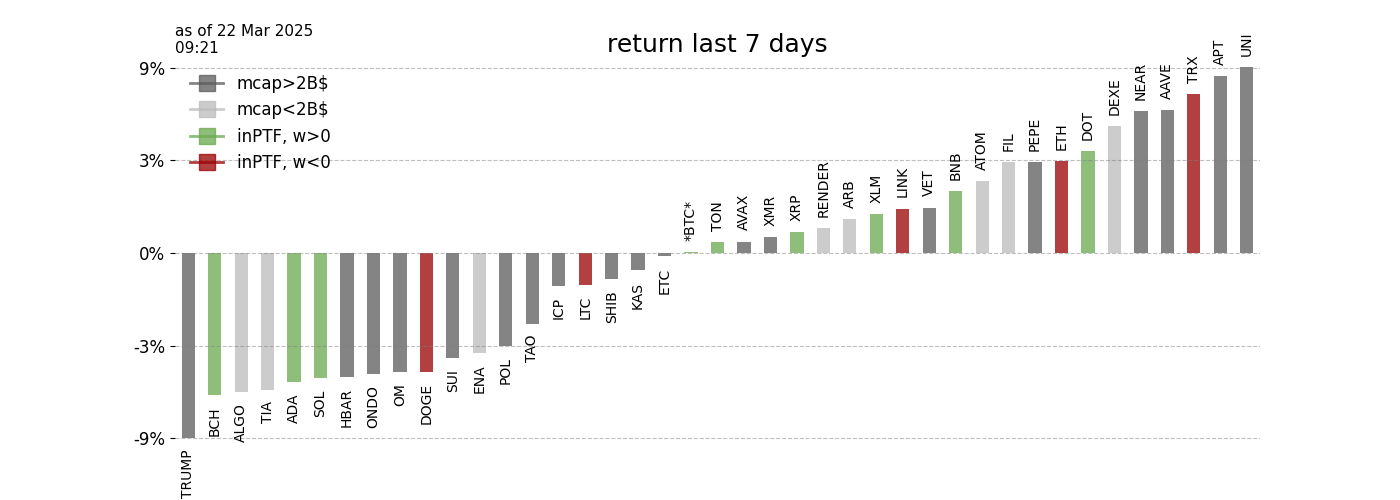 as of 22 Mar 2025
09:21
return last 7 days
9%
3%
0%
-3%
-9%
mcap>2B$
mcap<2B$
inPTF, w>0
inPTF, w<0
TRUMP
BCH
ALGO
TIA
ADA
SOL
HBAR
ONDO
OM
DOGE
SUI
ENA
POL
TAO
ICP
LTC
SHIB
KAS
ETC
*BTC*
TON
AVAX
XMR
XRP
RENDER
ARB
XLM
LINK
VET
BNB
ATOM
FIL
PEPE
ETH
DOT
DEXE
NEAR
AAVE
TRX
APT
UNI